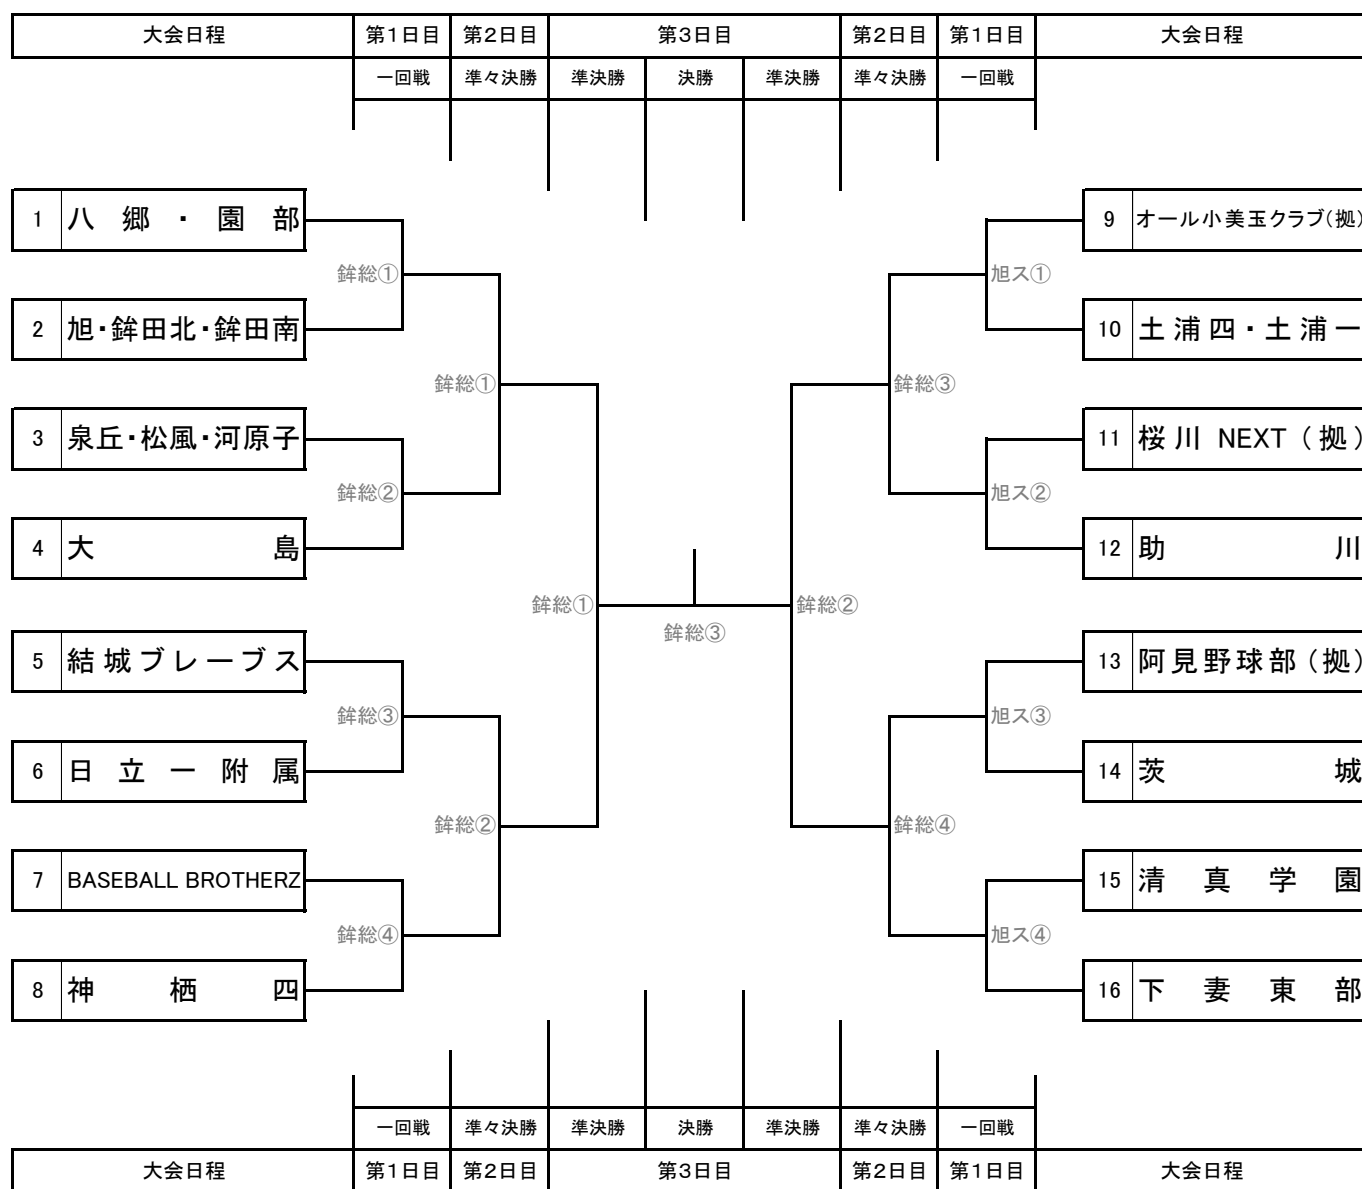 大会日程 第1日目 第2日目 第3日目 第2日目 第1日目 大会日程
一回戦 準々決勝 準決勝 決勝 準決勝 準々決勝 一回戦
1 八郷・園部
鉾総①
2 旭・鉾田北・鉾田南
鉾総①
3 泉丘・松風・河原子
鉾総②
4 大島
鉾総①
5 結城ブレーブス
鉾総③
6 日立一附属
鉾総②
7 BASEBALL BROTHERZ
鉾総④
8 神栖四
鉾総③
9 オール小美玉クラブ(拠)
旭ス①
10 土浦四・土浦一
鉾総③
11 桜川 NEXT(拠)
旭ス②
12 助川
鉾総②
13 阿見野球部(拠)
旭ス③
14 茨城
鉾総④
15 清真学園
旭ス④
16 下妻東部
一回戦 準々決勝 準決勝 決勝 準決勝 準々決勝 一回戦
大会日程 第1日目 第2日目 第3日目 第2日目 第1日目 大会日程